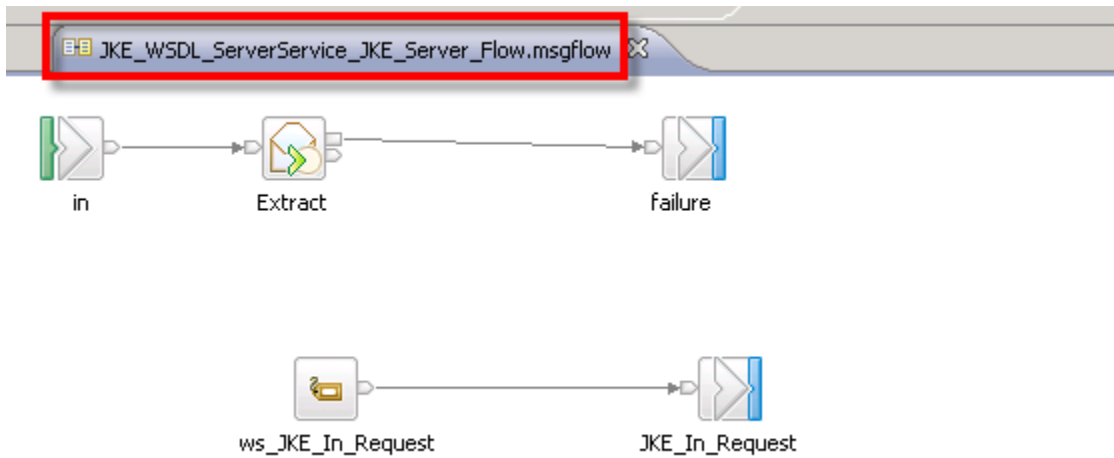 JKE_WSDL_ServerService_JKE_Server_Flow.msgflow
in
Extract
failure
ws_JKE_In_Request
JKE_In_Request